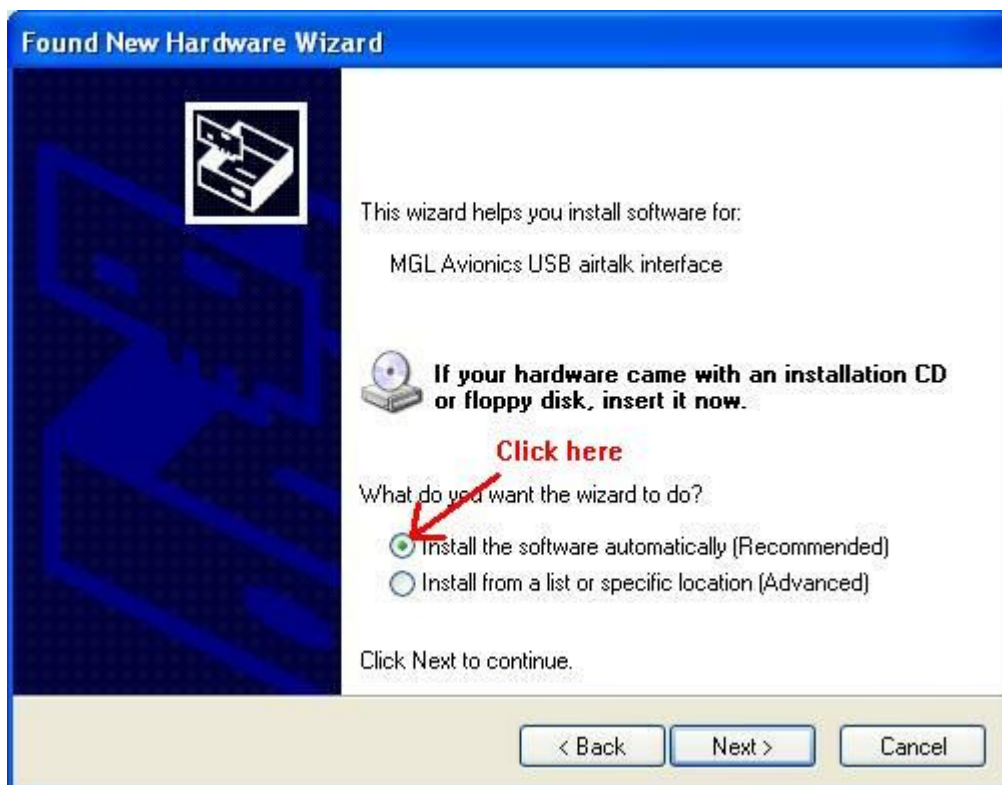 Found New Hardware Wizard
This wizard helps you install software for:
MGL Avionics USB airtalk interface
If your hardware came with an installation CD
or floppy disk, insert it now.
Click here
What do you want the wizard to do?
Install the software automatically (Recommended)
Install from a list or specific location (Advanced)
Click Next to continue.
< Back Next > Cancel